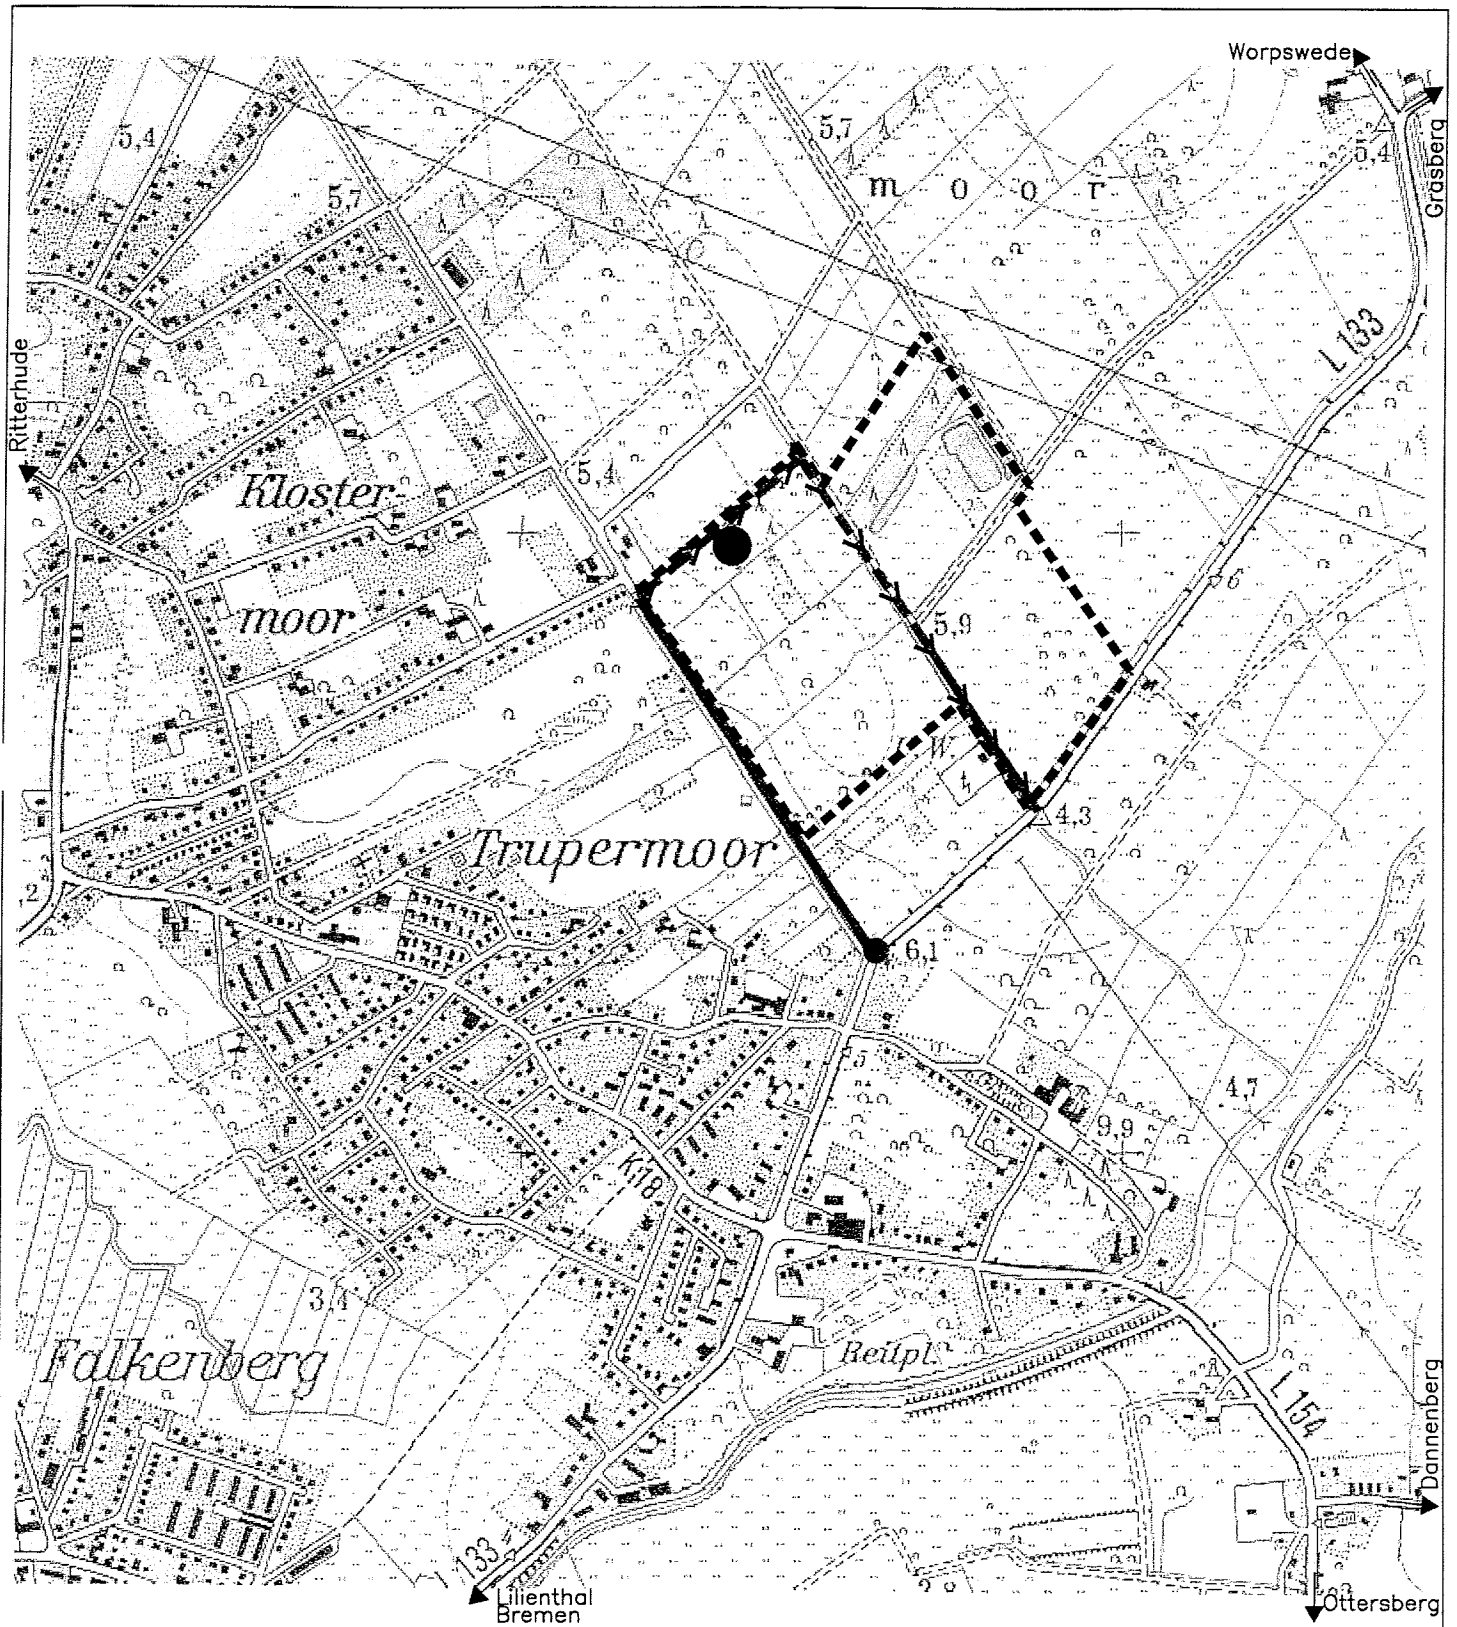 Worpswede
5,4
5,7
5,4
Grasberg
m o o r
5,7
L 133
Ritterhude
Kloster-
5,4
moor
5,9
W.
4,3
Trupermoor
6,1
4,7
9,9
K18
3,4
Falkenberg
Reitpl.
L 154
Dannenberg
133
Lilienthal
Bremen
Ottersberg